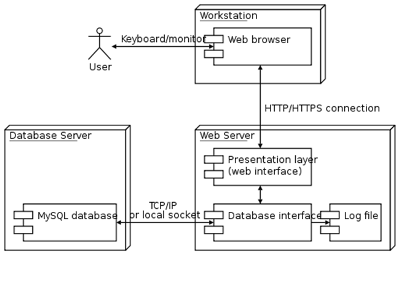 Workstation
Keyboard/monitor
Web browser
User
HTTP/HTTPS connection
Database Server
Web Server
Presentation layer
(web interface)
TCP/IP
or local socket
MySQL database
Database interface
Log file